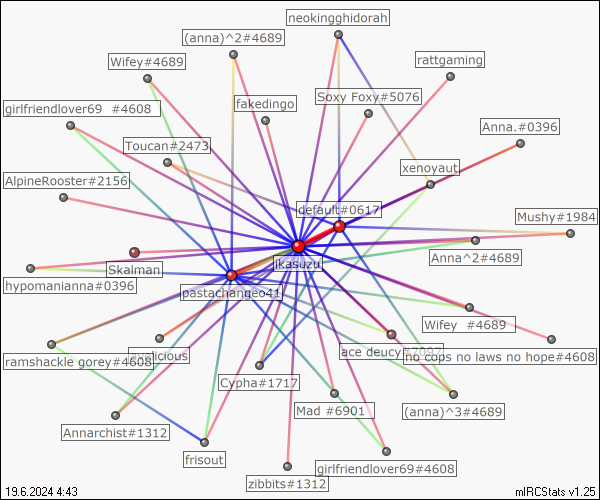 neokingghidorah
(anna)^2#4689
Wifey#4689
rattgaming
girlfriendlover69 #4608
fakedingo
Soxy Foxy#5076
Anna.#0396
Toucan#2473
xenoyaut
AlpineRooster#2156
default#0617
Mushy#1984
Anna^2#4689
jkasuzu
Skalman
hypomanianna#0396
pastachangeo41
Wifey #4689
ace deucy#7097
no cops no laws no hope#4608
ramshackle gorey#4608
Cypha#1717
Mad #6901
(anna)^3#4689
Annarchist#1312
frisout
girlfriendlover69#4608
zibbits#1312
19.6.2024 4:43
mIRCStats v1.25